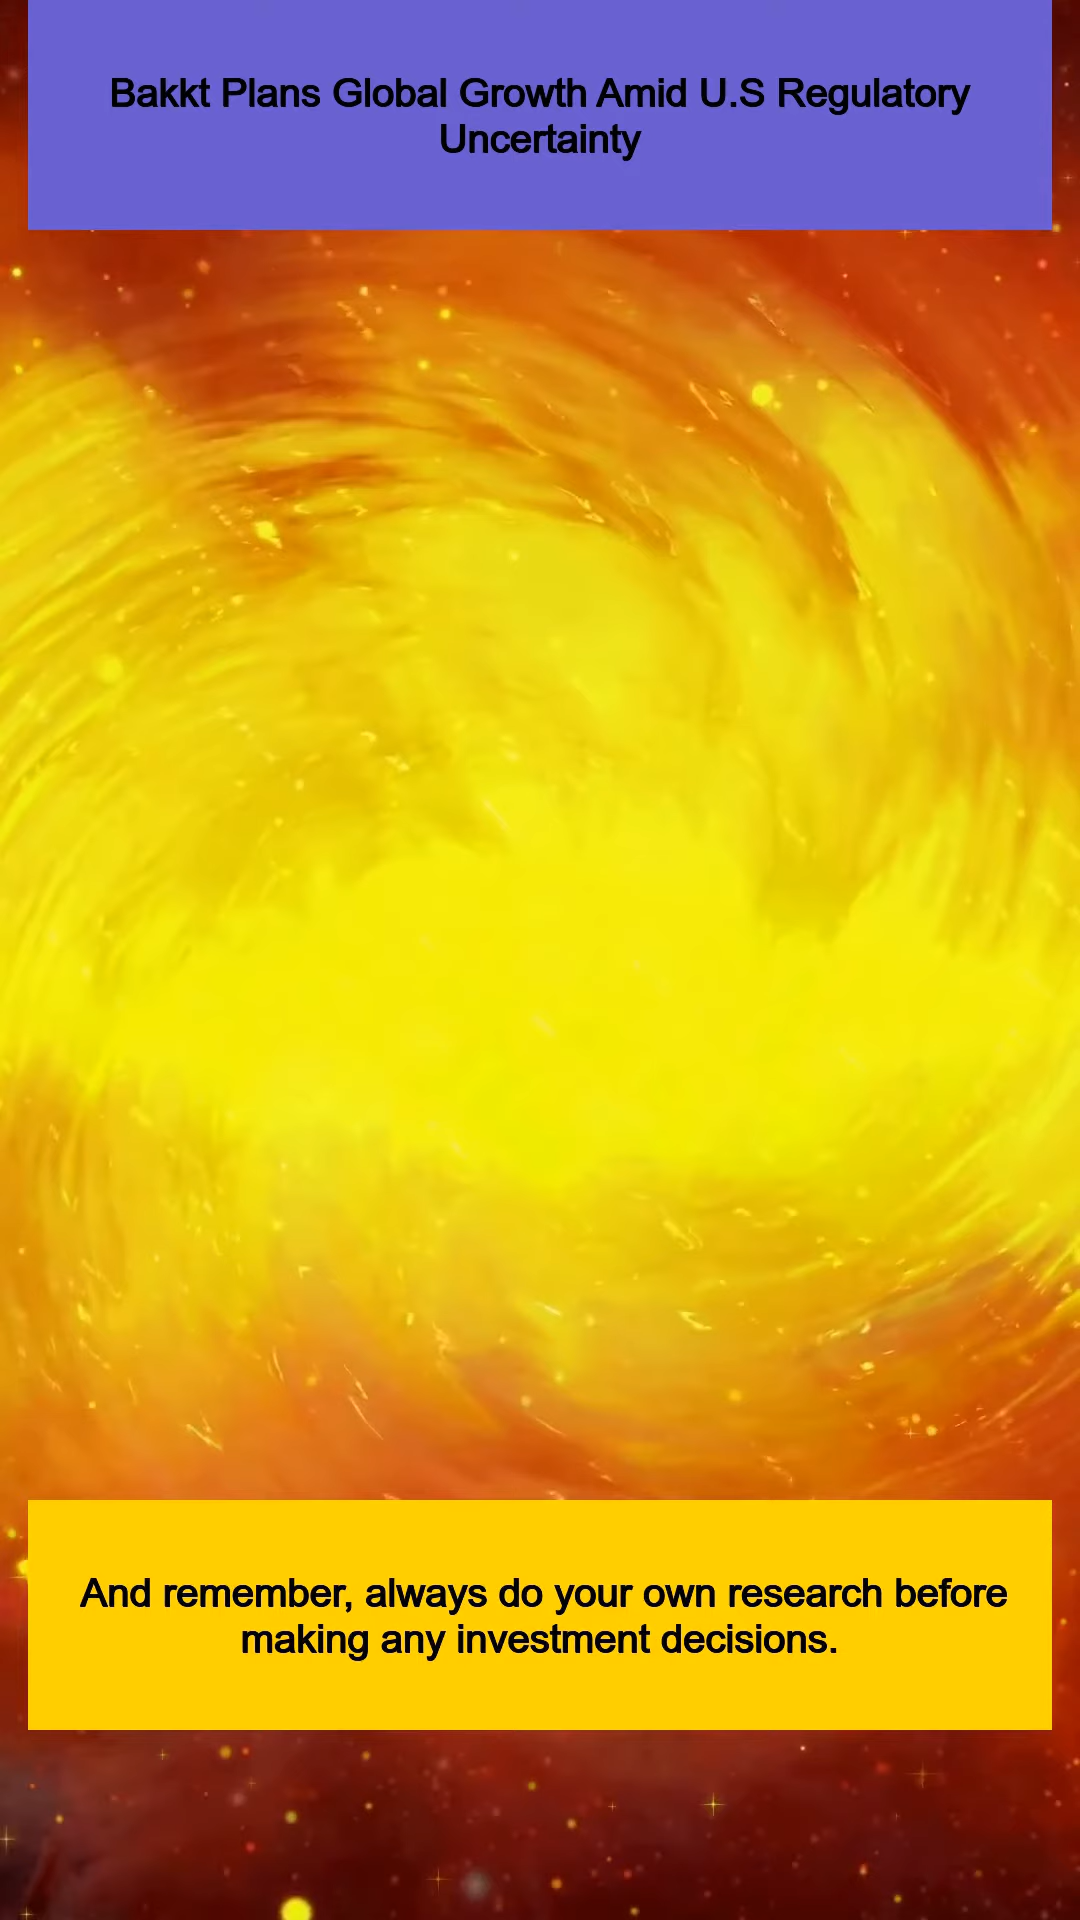 Bakkt Plans Global Growth Amid U.S Regulatory
Uncertainty
And remember, always do your own research before
making any investment decisions.